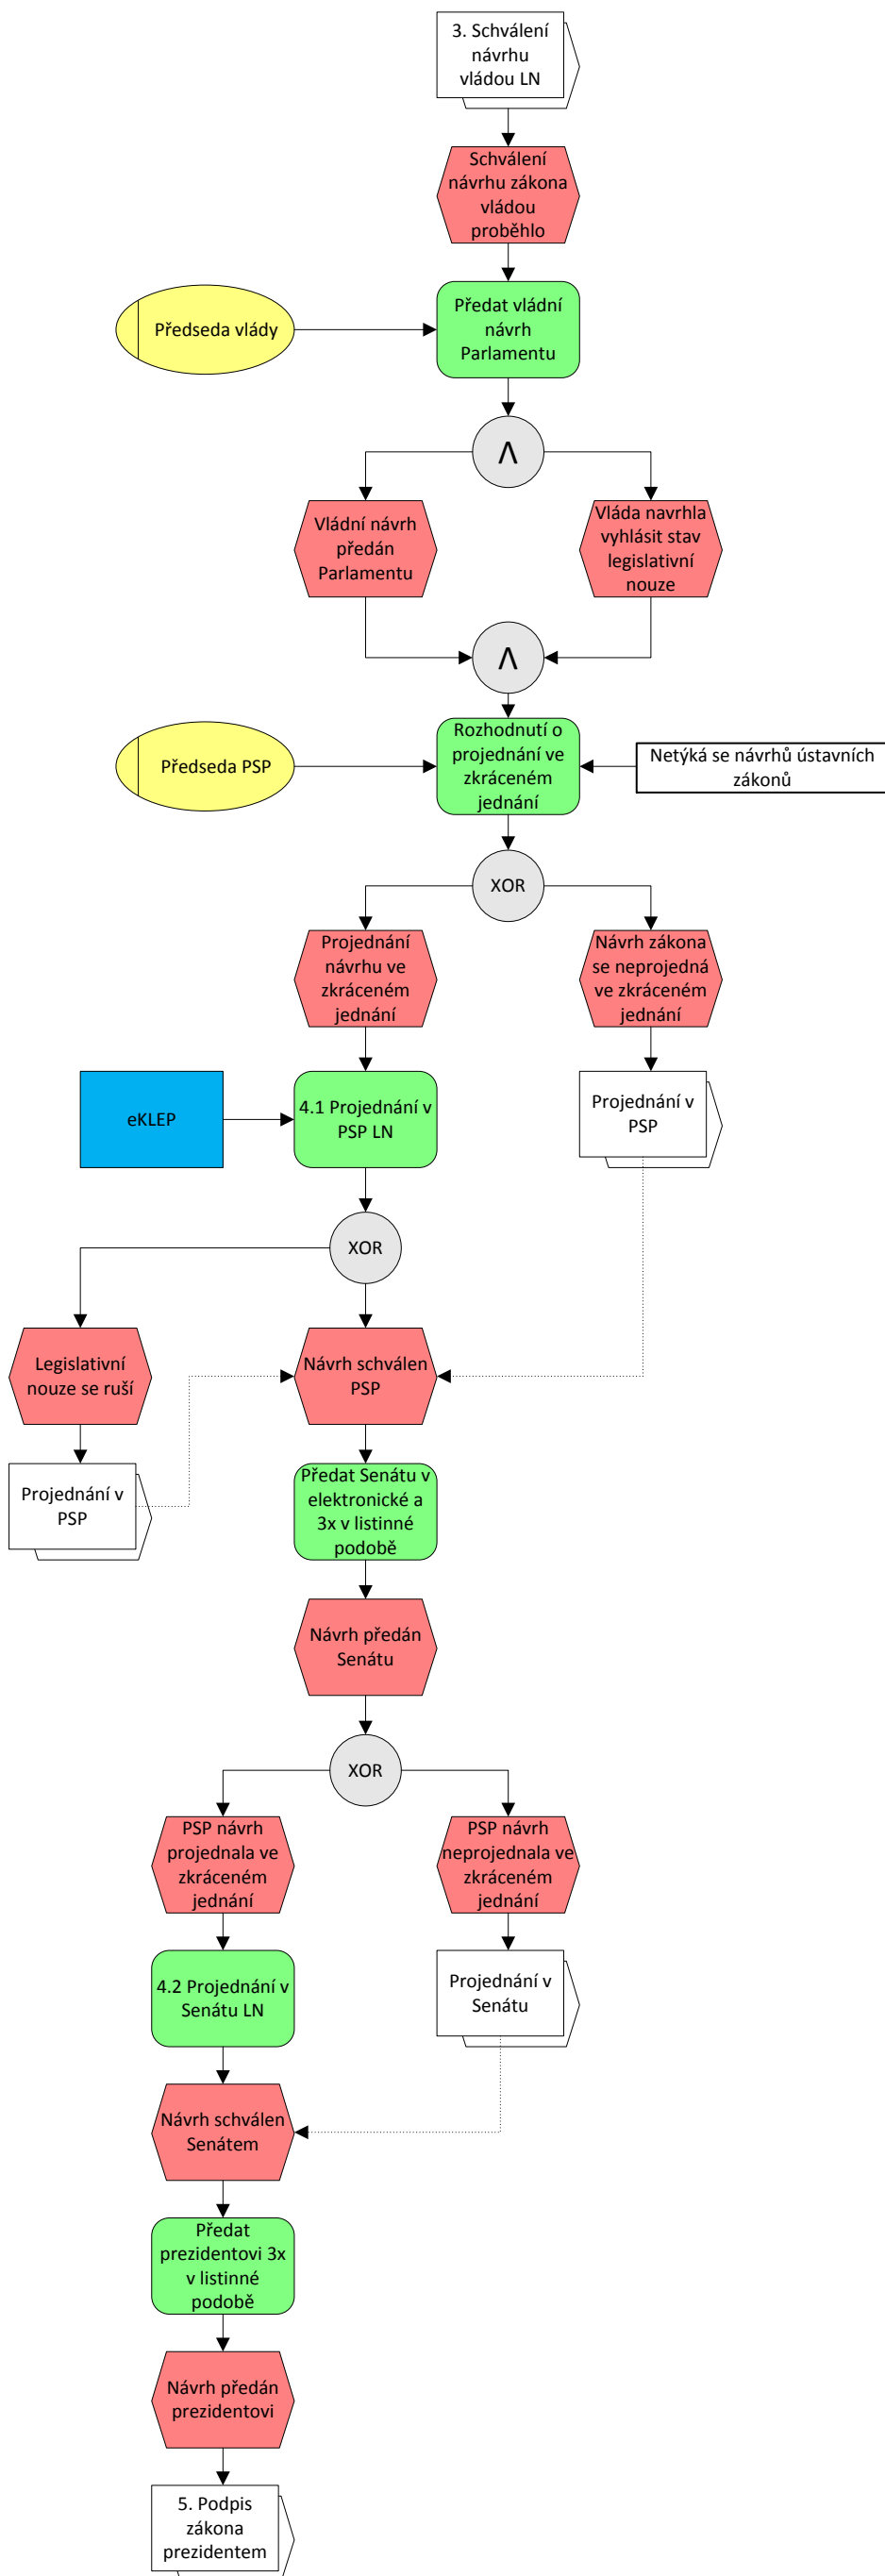 3. Schválení
návrhu
vládou LN
Schválení
návrhu zákona
vládou
proběhlo
Předseda vlády
Předat vládní
návrh
Parlamentu
Λ
Vládní návrh
předán
Parlamentu
Vláda navrhla
vyhlásit stav
legislativní
nouze
Λ
Předseda PSP
Rozhodnutí o
projednání ve
zkráceném
jednání
Netýká se návrhů ústavních
zákonů
XOR
Projednání
návrhu ve
zkráceném
jednání
Návrh zákona
se neprojedná
ve zkráceném
jednání
eKLEP
4.1 Projednání v
PSP LN
Projednání v
PSP
XOR
Legislativní
nouze se ruší
Návrh schválen
PSP
Projednání v
PSP
Předat Senátu v
elektronické a
3x v listinné
podobě
Návrh předán
Senátu
XOR
PSP návrh
projednala ve
zkráceném
jednání
PSP návrh
neprojednala ve
zkráceném
jednání
4.2 Projednání v
Senátu LN
Projednání v
Senátu
Návrh schválen
Senátem
Předat
prezidentovi 3x
v listinné
podobě
Návrh předán
prezidentovi
5. Podpis
zákona
prezidentem